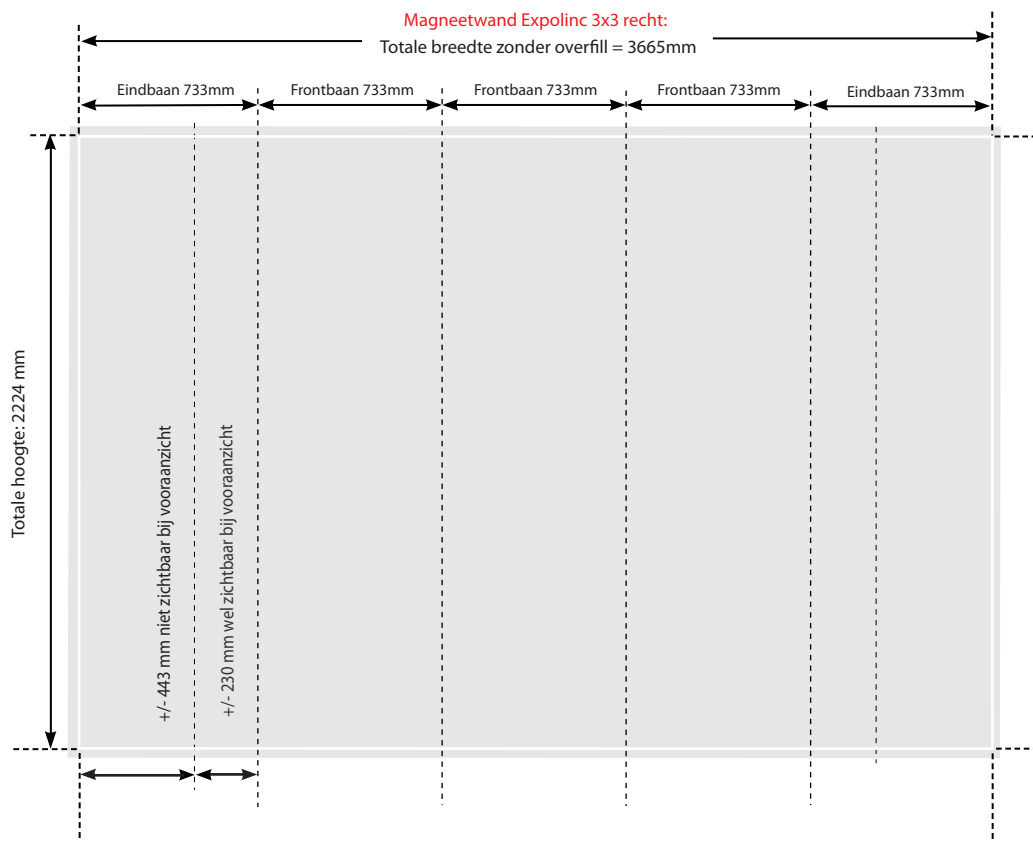 Magneetwand Expolinc 3x3 recht:
Totale breedte zonder overfill = 3665mm
Eindbaan 733mm
Frontbaan 733mm
Frontbaan 733mm
Frontbaan 733mm
Eindbaan 733mm
Totale hoogte: 2224 mm
+/- 443 mm niet zichtbaar bij vooraanzicht
+/- 230 mm wel zichtbaar bij vooraanzicht